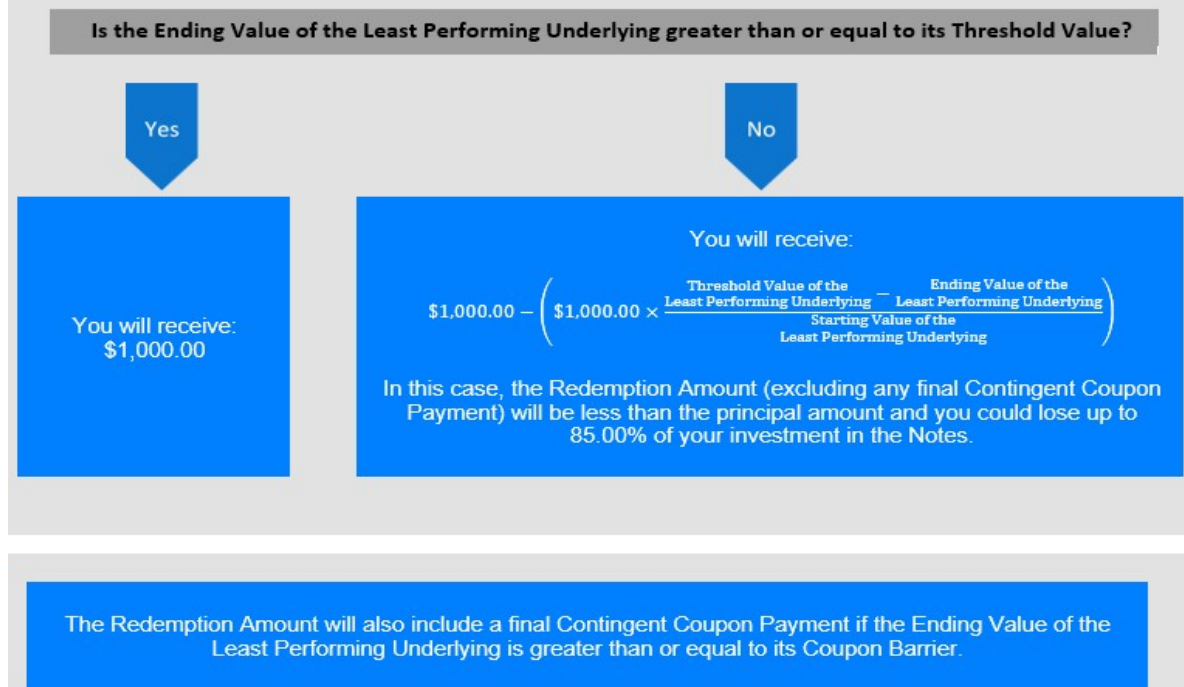 Is the Ending Value of the Least Performing Underlying greater than or equal to its Threshold Value?
Yes
No
You will receive:
$1,000.00
You will receive:
$1,000.00 − ($1,000.00 × (Threshold Value of the Least Performing Underlying − Ending Value of the Least Performing Underlying) / Starting Value of the Least Performing Underlying)
In this case, the Redemption Amount (excluding any final Contingent Coupon
Payment) will be less than the principal amount and you could lose up to
85.00% of your investment in the Notes.
The Redemption Amount will also include a final Contingent Coupon Payment if the Ending Value of the
Least Performing Underlying is greater than or equal to its Coupon Barrier.